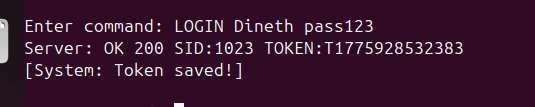 Enter command: LOGIN Dineth pass123
Server: OK 200 SID:1023 TOKEN:T1775928532383
[System: Token saved!]